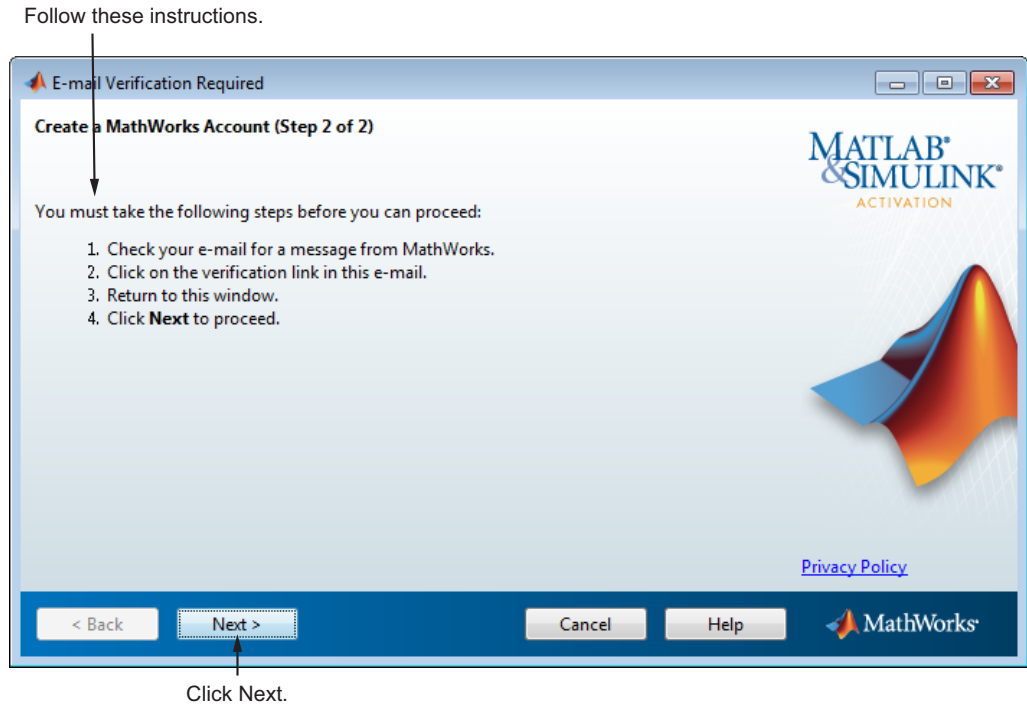 Follow these instructions.
E-mail Verification Required
Create a MathWorks Account (Step 2 of 2)
MATLAB®
&SIMULINK®
ACTIVATION
You must take the following steps before you can proceed:
1. Check your e-mail for a message from MathWorks.
2. Click on the verification link in this e-mail.
3. Return to this window.
4. Click Next to proceed.
Privacy Policy
< Back
Next >
Cancel
Help
MathWorks®
Click Next.